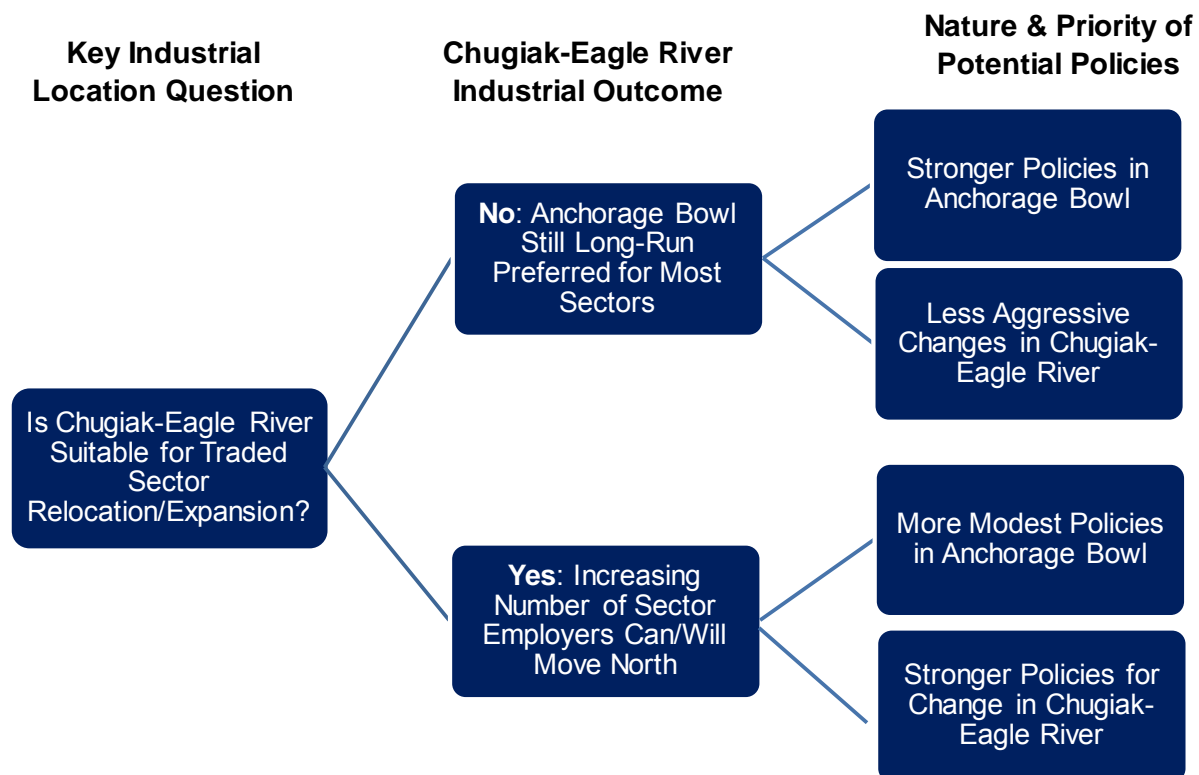 Key Industrial
Location Question
Chugiak-Eagle River
Industrial Outcome
Nature & Priority of
Potential Policies
Is Chugiak-Eagle River
Suitable for Traded
Sector
Relocation/Expansion?
No: Anchorage Bowl
Still Long-Run
Preferred for Most
Sectors
Stronger Policies in
Anchorage Bowl
Less Aggressive
Changes in Chugiak-
Eagle River
Yes: Increasing
Number of Sector
Employers Can/Will
Move North
More Modest Policies
in Anchorage Bowl
Stronger Policies for
Change in Chugiak-
Eagle River